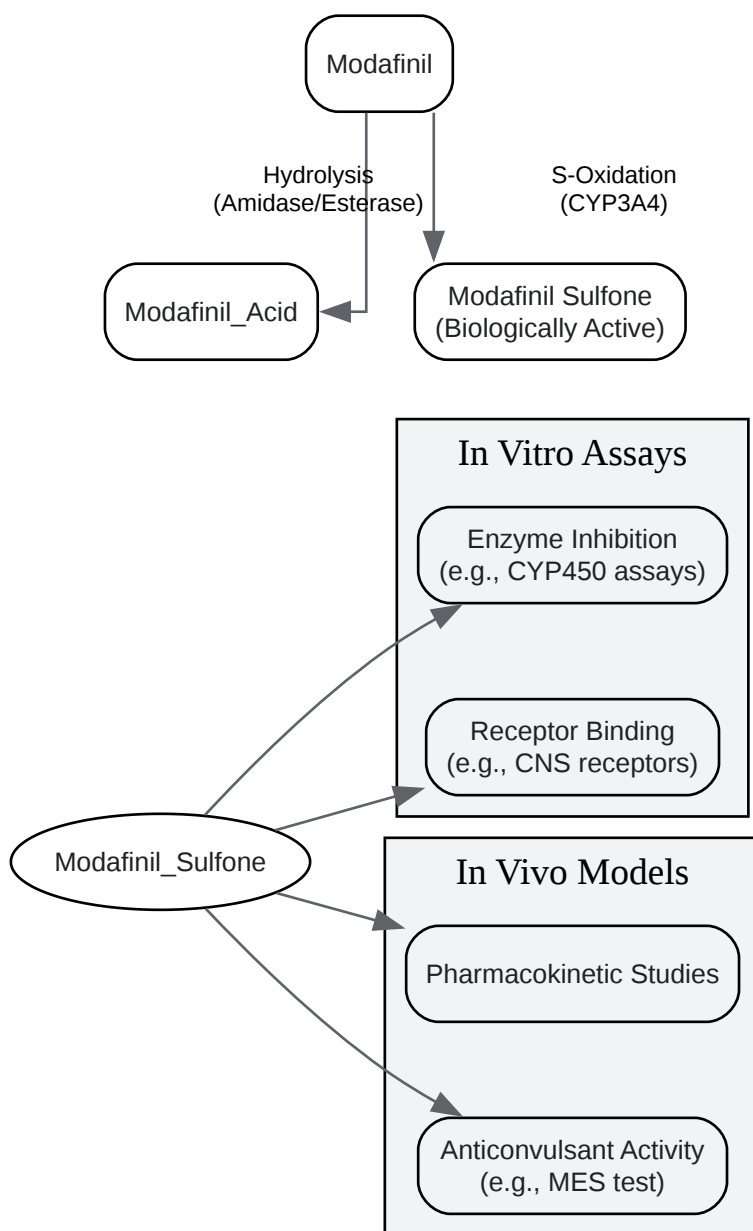 Modafinil
Hydrolysis
(Amidase/Esterase)
S-Oxidation
(CYP3A4)
Modafinil_Acid
Modafinil Sulfone
(Biologically Active)
In Vitro Assays
Enzyme Inhibition
(e.g., CYP450 assays)
Receptor Binding
(e.g., CNS receptors)
Modafinil_Sulfone
In Vivo Models
Pharmacokinetic Studies
Anticonvulsant Activity
(e.g., MES test)